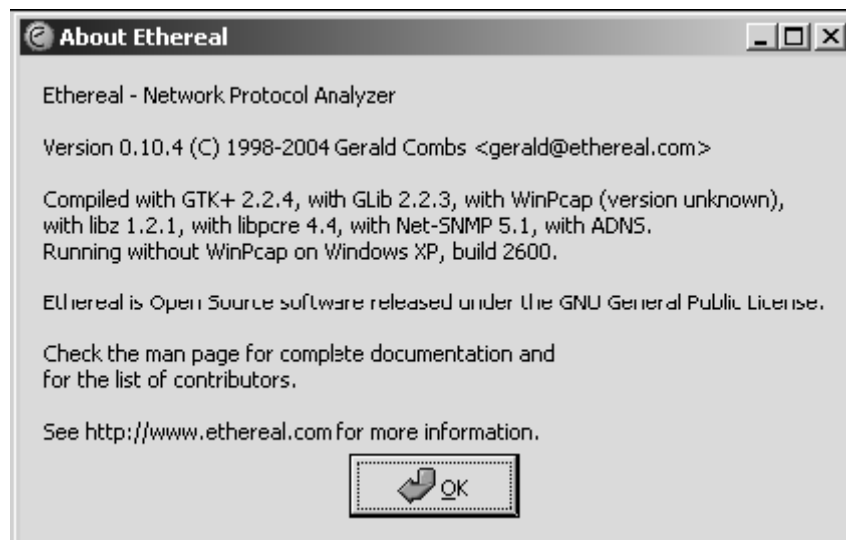 About Ethereal
Ethereal - Network Protocol Analyzer
Version 0.10.4 (C) 1998-2004 Gerald Combs <gerald@ethereal.com>
Compiled with GTK+ 2.2.4, with GLib 2.2.3, with WinPcap (version unknown),
with libz 1.2.1, with libpcre 4.4, with Net-SNMP 5.1, with ADNS.
Running without WinPcap on Windows XP, build 2600.
Ethereal is Open Source software released under the GNU General Public License.
Check the man page for complete documentation and
for the list of contributors.
See http://www.ethereal.com for more information.
OK